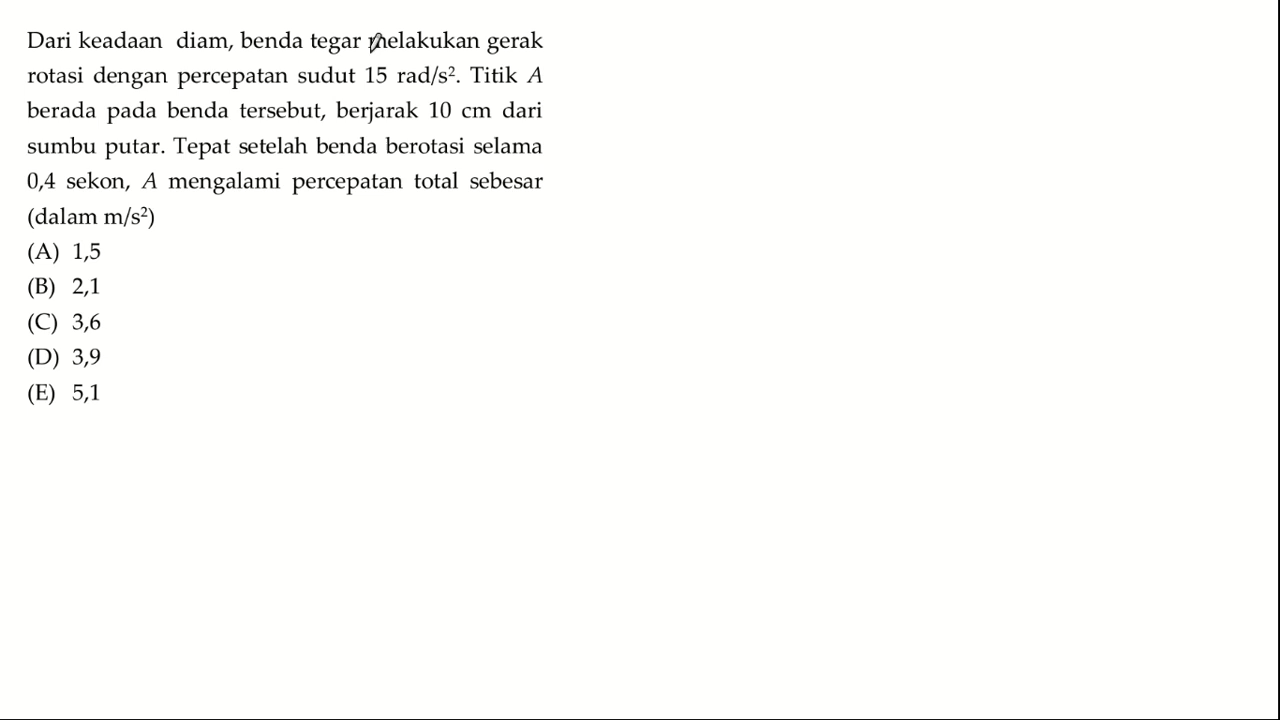 Dari keadaan diam, benda tegar melakukan gerak
rotasi dengan percepatan sudut 15 rad/s². Titik A
berada pada benda tersebut, berjarak 10 cm dari
sumbu putar. Tepat setelah benda berotasi selama
0,4 sekon, A mengalami percepatan total sebesar
(dalam m/s²)
(A) 1,5
(B) 2,1
(C) 3,6
(D) 3,9
(E) 5,1